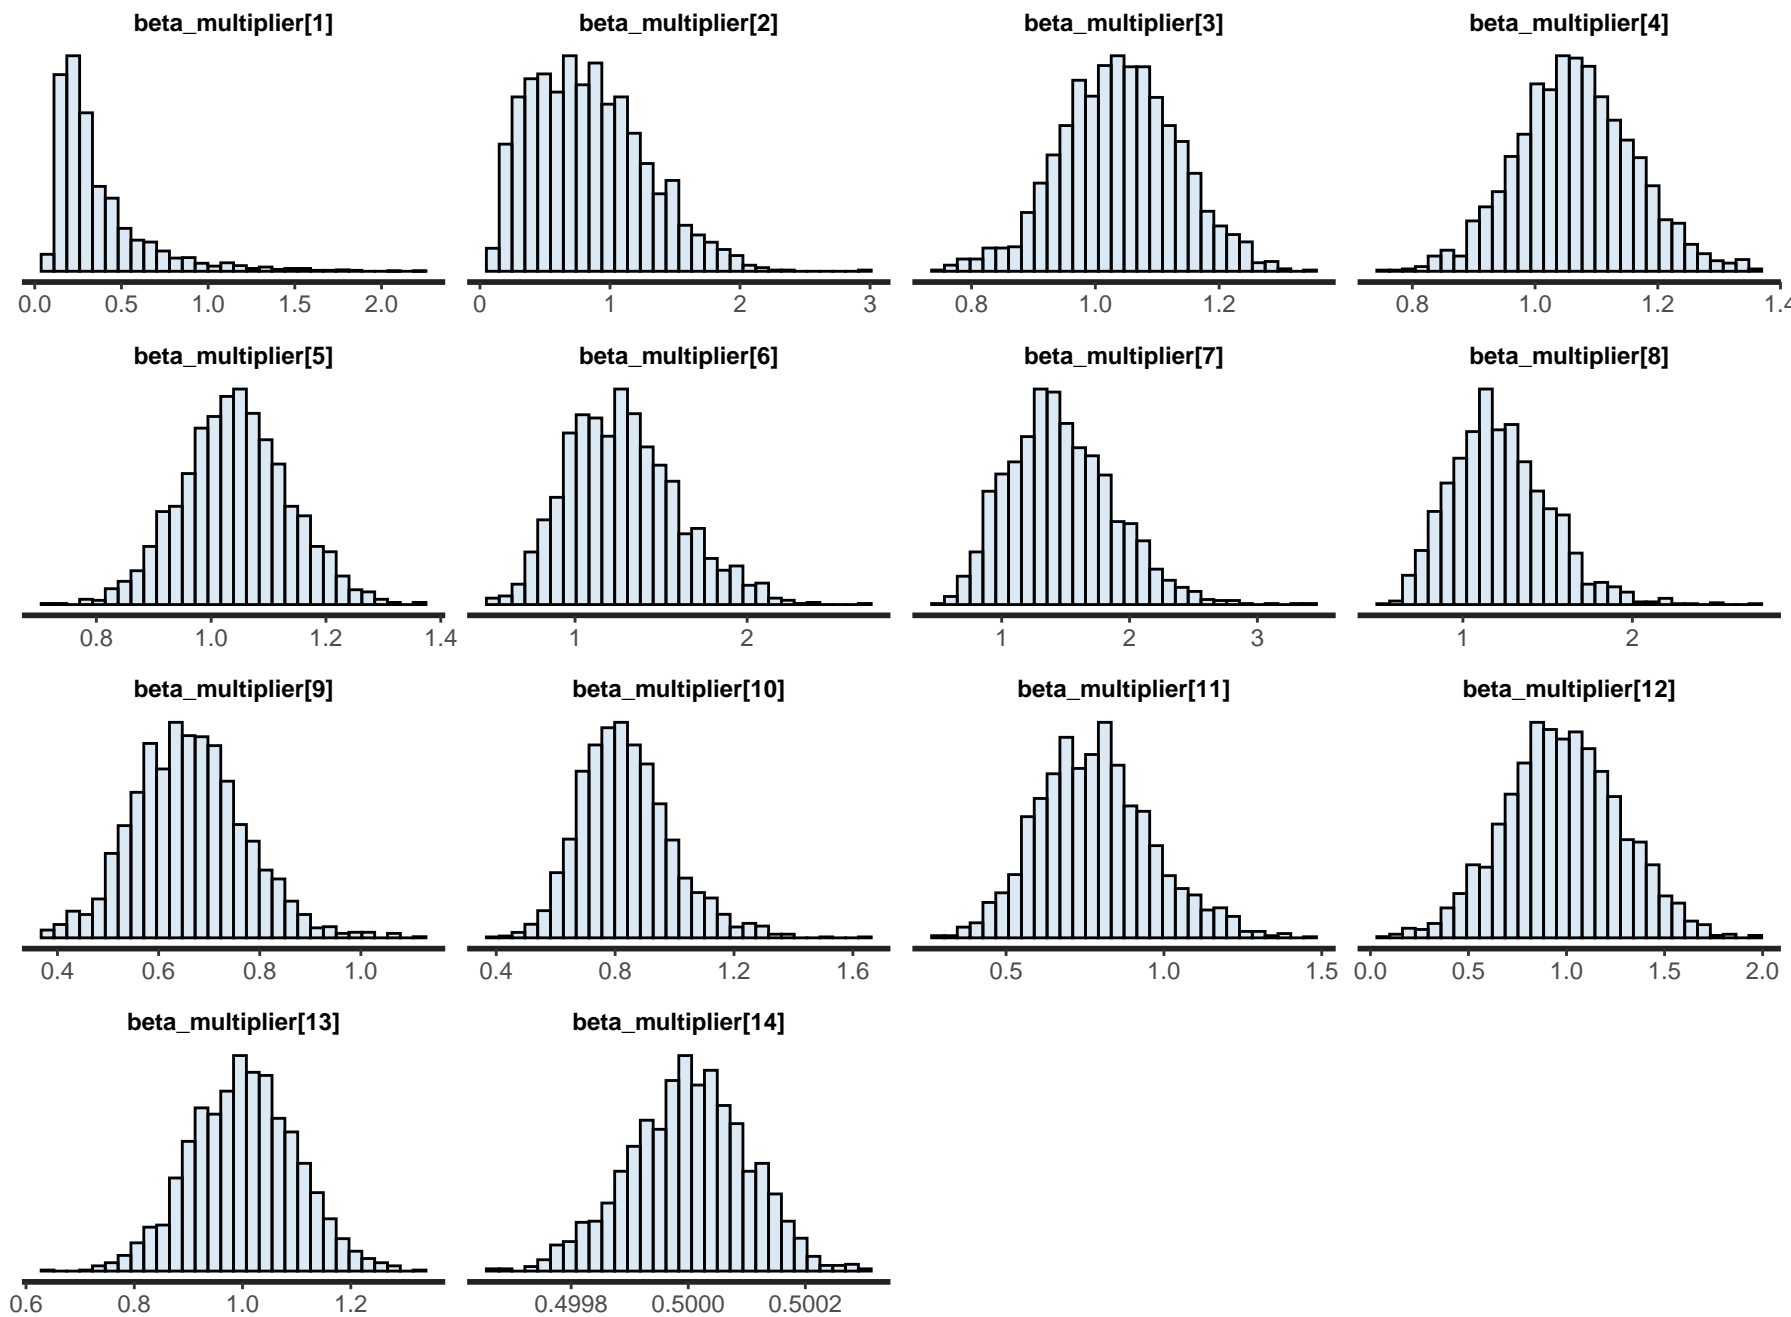 beta_multiplier[1] beta_multiplier[2] beta_multiplier[3] beta_multiplier[4]
0.0 0.5 1.0 1.5 2.0 0 1 2 3 0.8 1.0 1.2 0.8 1.0 1.2 1.4
beta_multiplier[5] beta_multiplier[6] beta_multiplier[7] beta_multiplier[8]
0.8 1.0 1.2 1.4 1 2 1 2 3 1 2
beta_multiplier[9] beta_multiplier[10] beta_multiplier[11] beta_multiplier[12]
0.4 0.6 0.8 1.0 0.4 0.8 1.2 1.6 0.5 1.0 1.5 0.0 0.5 1.0 1.5 2.0
beta_multiplier[13] beta_multiplier[14]
0.6 0.8 1.0 1.2 0.4998 0.5000 0.5002